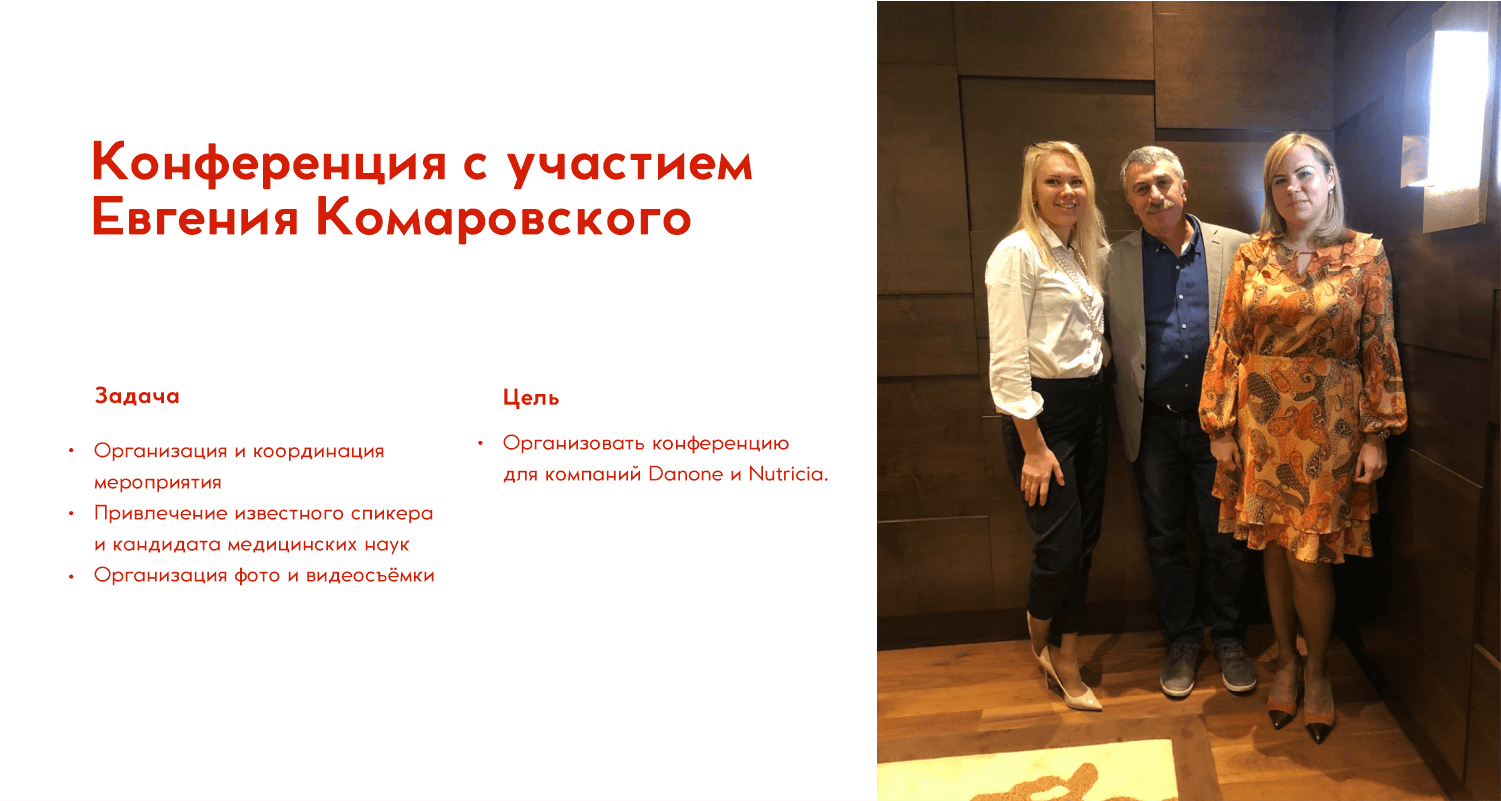 Конференция с участием
Евгения Комаровского
Задача
• Организация и координация
мероприятия
• Привлечение известного спикера
и кандидата медицинских наук
• Организация фото и видеосъёмки
Цель
• Организовать конференцию
для компаний Danone и Nutricia.